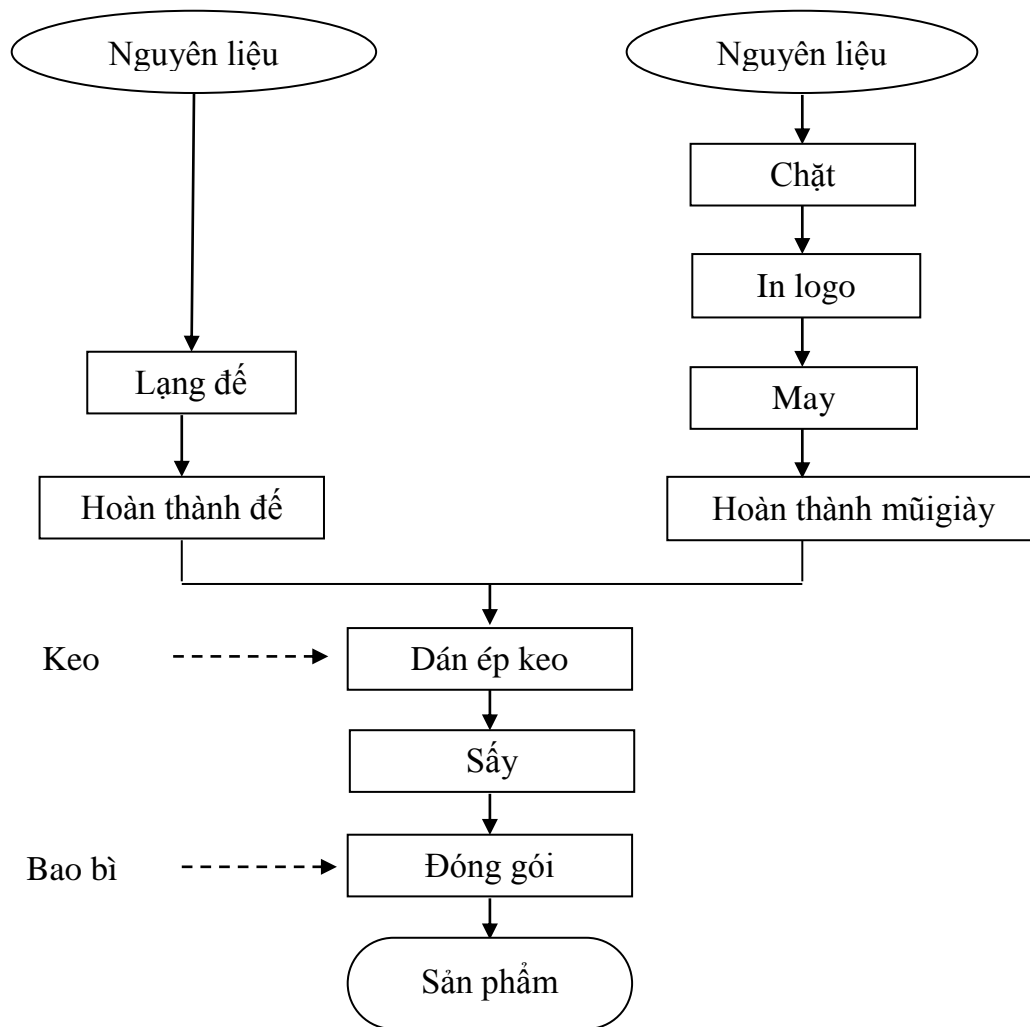 Nguyên liệu
Nguyên liệu
Chặt
In logo
Lạng đế
May
Hoàn thành đế
Hoàn thành mũigiày
Keo
Dán ép keo
Sấy
Bao bì
Đóng gói
Sản phẩm